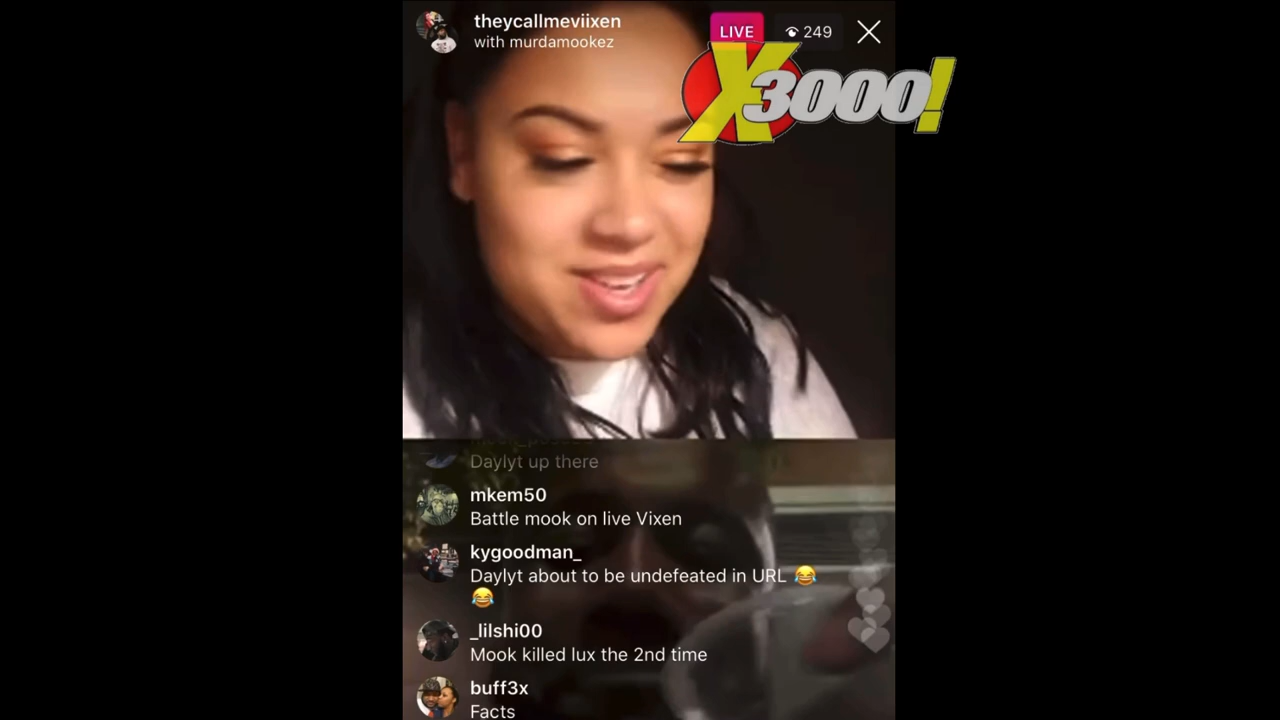 theycallmeviixen
with murdamookez
LIVE
249
X3000!
Daylyt up there
mkem50
Battle mook on live Vixen
kygoodman_
Daylyt about to be undefeated in URL 😂
😂
_lilshi00
Mook killed lux the 2nd time
buff3x
Facts